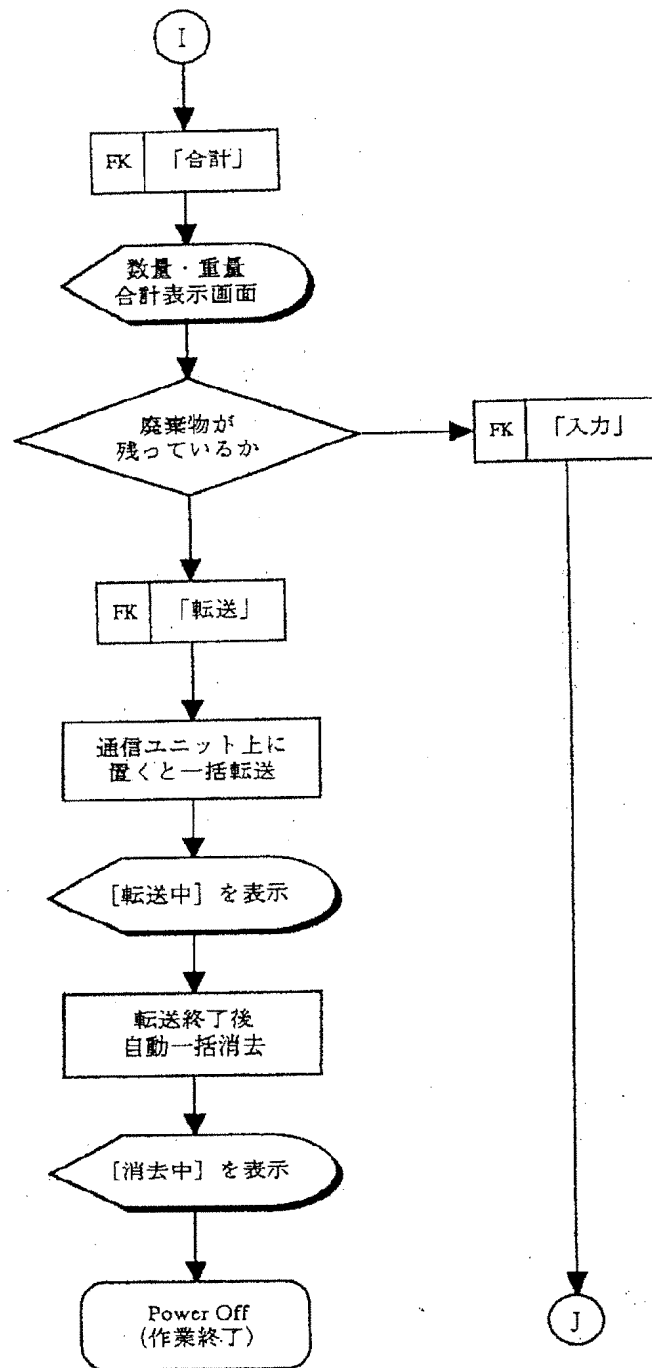 I
FK 「合計」
数量・重量
合計表示画面
廃棄物が
残っているか
FK 「入力」
FK 「転送」
通信ユニット上に
置くと一括転送
[転送中] を表示
転送終了後
自動一括消去
[消去中] を表示
Power Off
(作業終了)
J